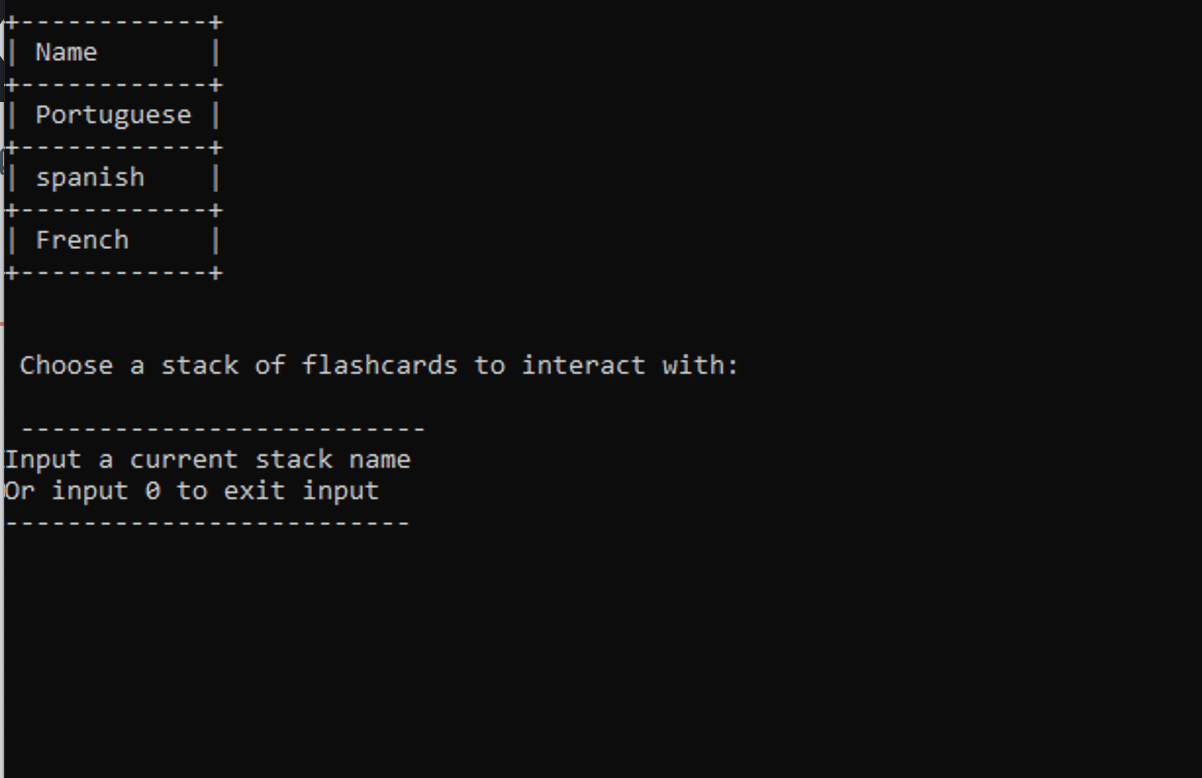 +------------+
| Name       |
+------------+
| Portuguese |
+------------+
| spanish    |
+------------+
| French     |
+------------+
Choose a stack of flashcards to interact with:
--------------------------
Input a current stack name
Or input 0 to exit input
--------------------------